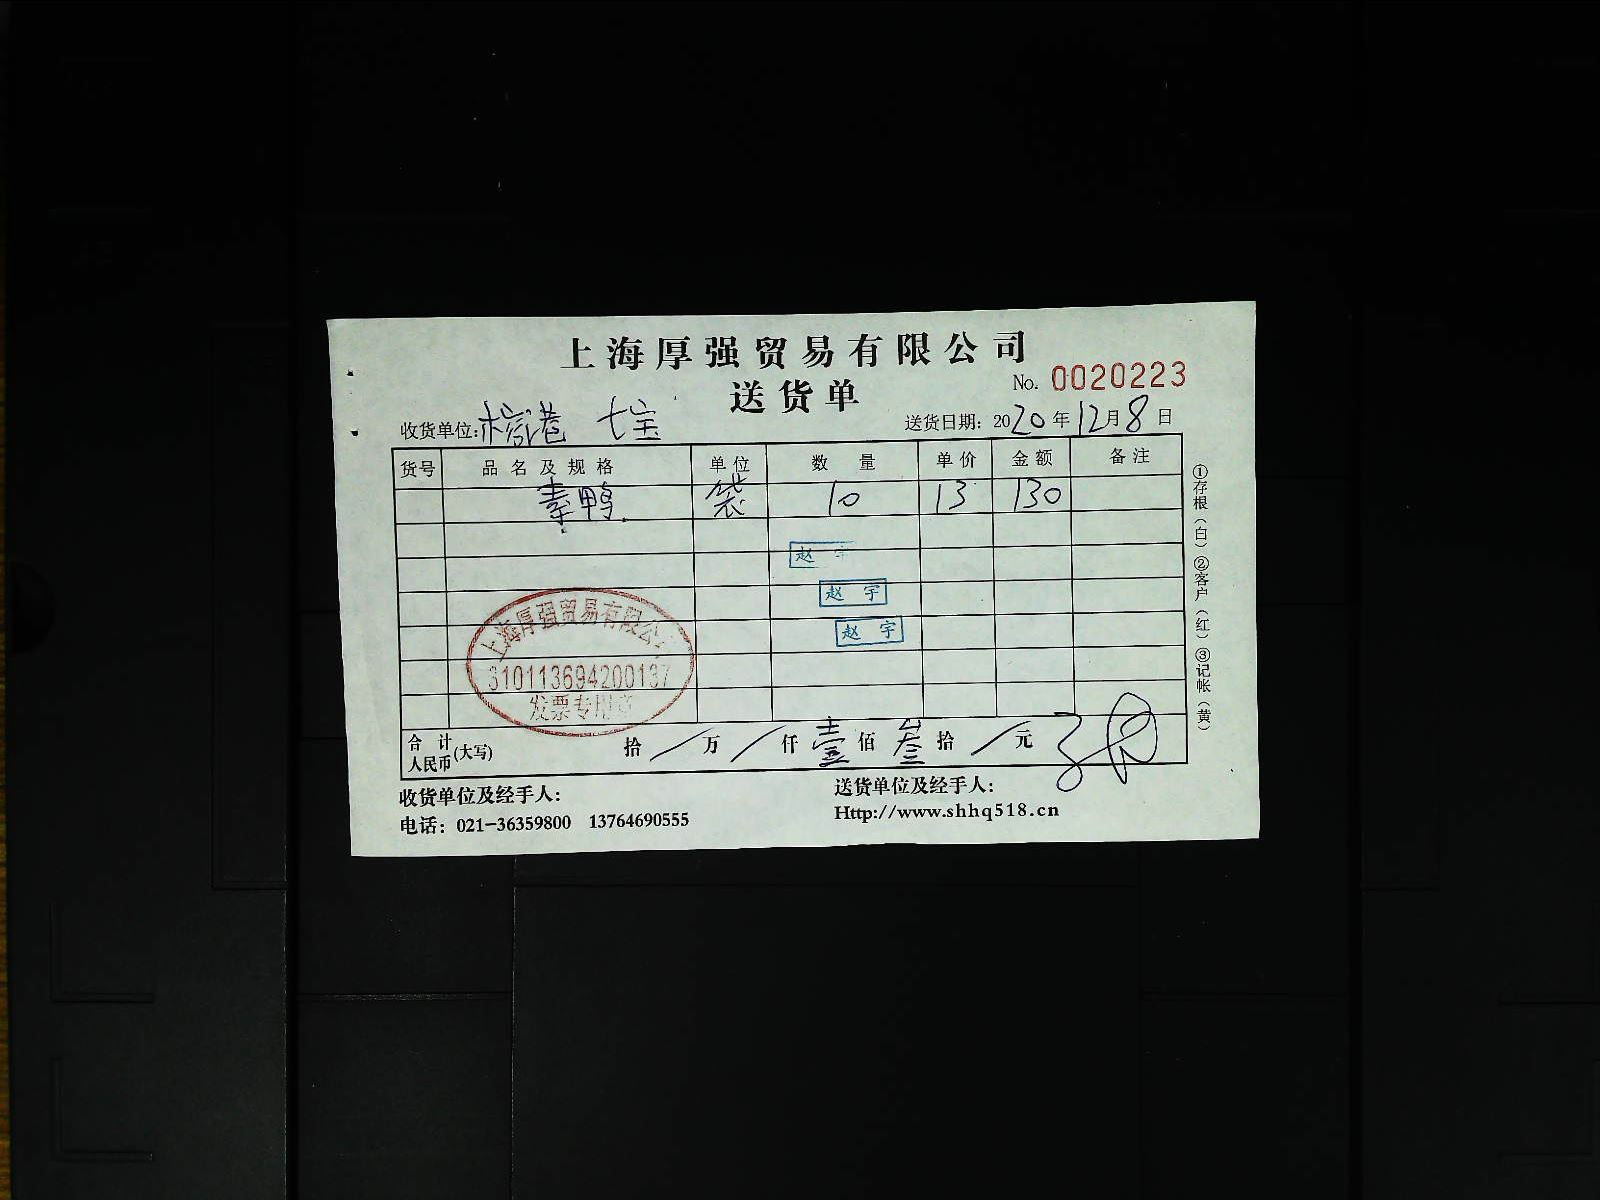 上海厚强贸易有限公司
送货单
No. 0020223
收货单位: 港 七宝
送货日期: 2020年12月8日
货号 品名及规格 单位 数量 单价 金额 备注
素鸭 袋 10 13 130
赵 宇
赵 宇
赵 宇
上海厚强贸易有限公司
310113694200137
发票专用章
合计人民币(大写) 拾 / 万 / 仟 壹 佰 叁 拾 / 元
①存根(白)②客户(红)③记帐(黄)
收货单位及经手人:
送货单位及经手人:
电话: 021-36359800 13764690555
Http://www.shhq518.cn